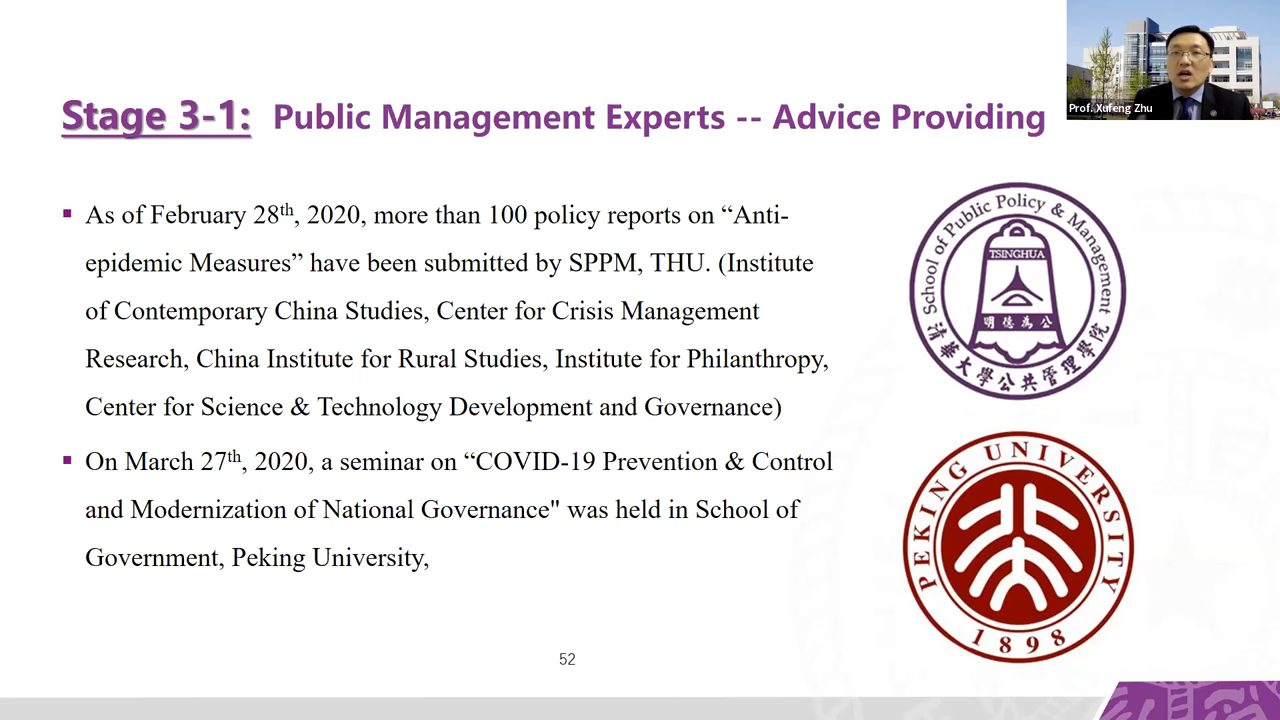 Prof. Xufeng Zhu
Stage 3-1: Public Management Experts -- Advice Providing
▪ As of February 28th, 2020, more than 100 policy reports on “Anti-
epidemic Measures” have been submitted by SPPM, THU. (Institute
of Contemporary China Studies, Center for Crisis Management
Research, China Institute for Rural Studies, Institute for Philanthropy,
Center for Science & Technology Development and Governance)
▪ On March 27th, 2020, a seminar on “COVID-19 Prevention & Control
and Modernization of National Governance" was held in School of
Government, Peking University,
School of Public Policy & Management
TSINGHUA
明德為公
清華大學公共管理學院
PEKING UNIVERSITY
1898
52